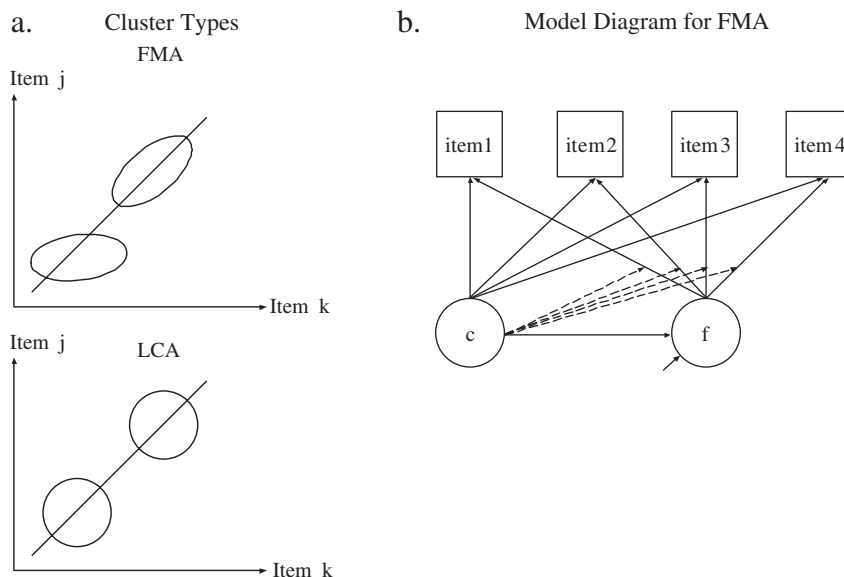 a.
Cluster Types
FMA
Item j
Item k
LCA
Item j
Item k
b.
Model Diagram for FMA
item1
item2
item3
item4
c
f